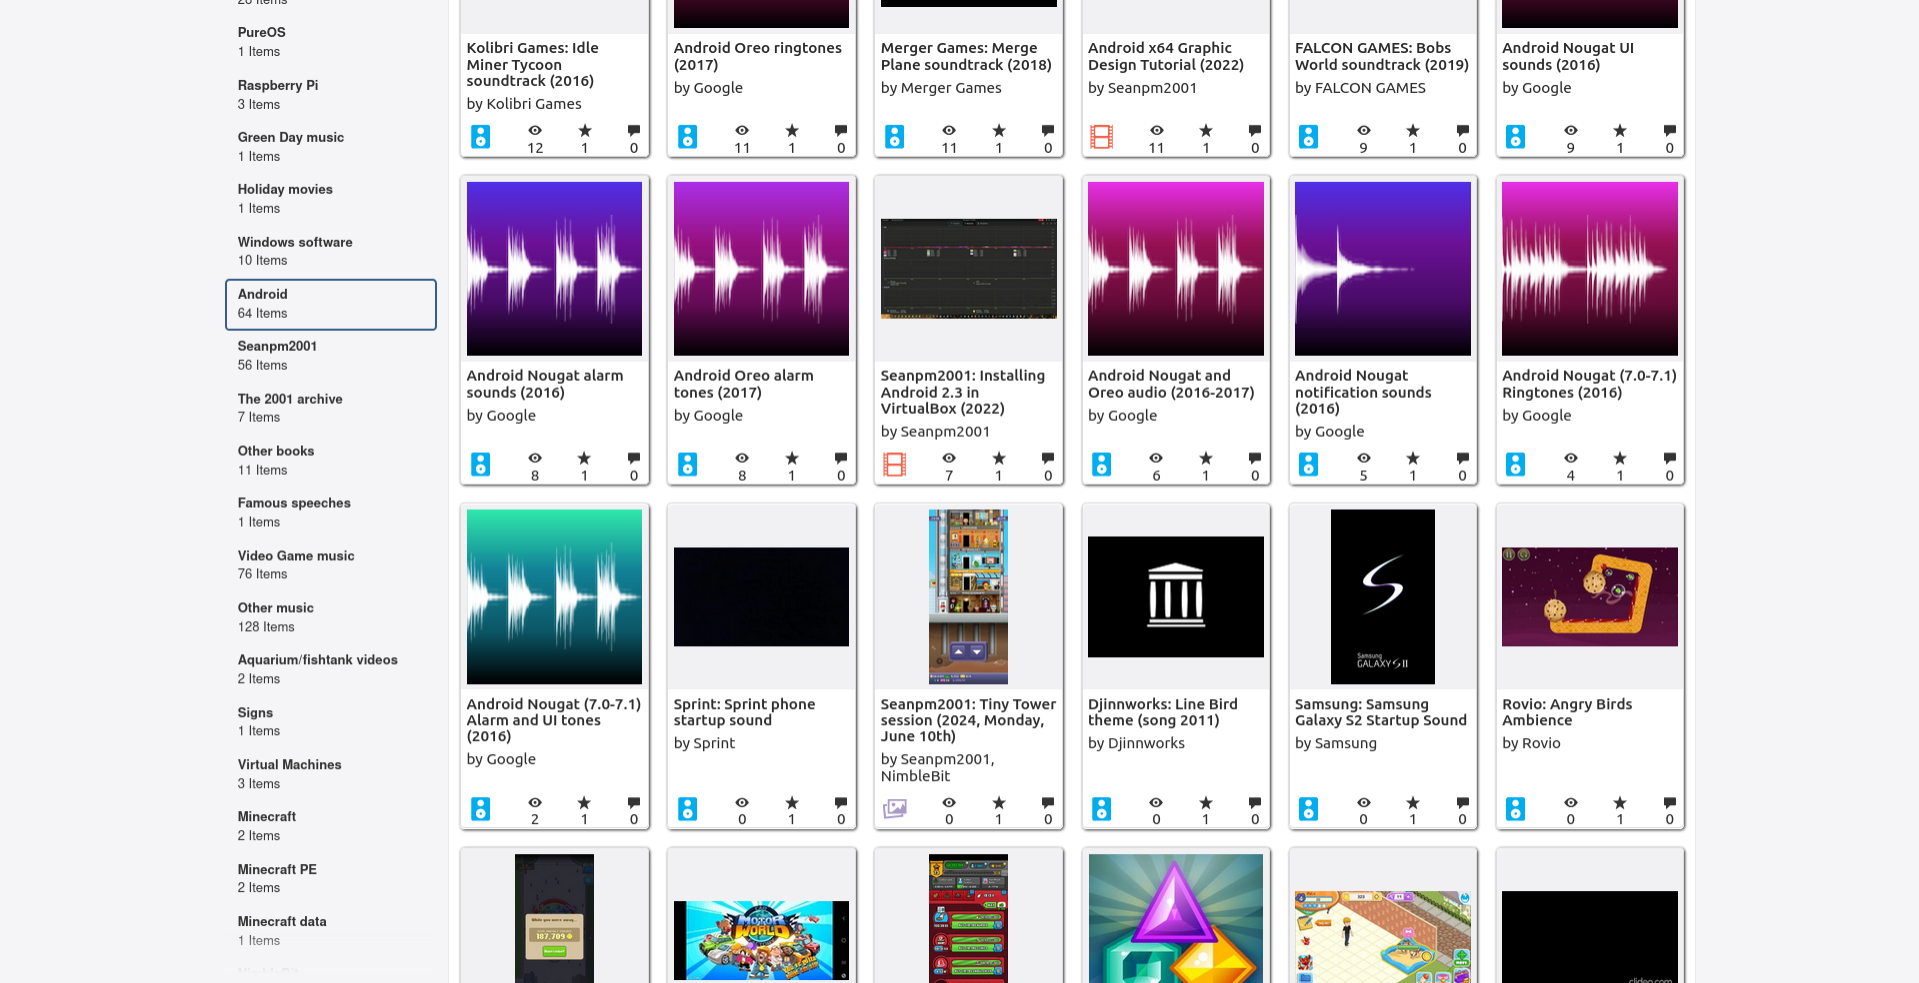 PureOS
1 Items
Raspberry Pi
3 Items
Green Day music
1 Items
Holiday movies
1 Items
Windows software
10 Items
Android
64 Items
Seanpm2001
56 Items
The 2001 archive
7 Items
Other books
11 Items
Famous speeches
1 Items
Video Game music
76 Items
Other music
128 Items
Aquarium/fishtank videos
2 Items
Signs
1 Items
Virtual Machines
3 Items
Minecraft
2 Items
Minecraft PE
2 Items
Minecraft data
1 Items
Kolibri Games: Idle
Miner Tycoon
soundtrack (2016)
by Kolibri Games
12 1 0
Android Oreo ringtones
(2017)
by Google
11 1 0
Merger Games: Merge
Plane soundtrack (2018)
by Merger Games
11 1 0
Android x64 Graphic
Design Tutorial (2022)
by Seanpm2001
11 1 0
FALCON GAMES: Bobs
World soundtrack (2019)
by FALCON GAMES
9 1 0
Android Nougat UI
sounds (2016)
by Google
9 1 0
Android Nougat alarm
sounds (2016)
by Google
8 1 0
Android Oreo alarm
tones (2017)
by Google
8 1 0
Seanpm2001: Installing
Android 2.3 in
VirtualBox (2022)
by Seanpm2001
7 1 0
Android Nougat and
Oreo audio (2016-2017)
by Google
6 1 0
Android Nougat
notification sounds
(2016)
by Google
5 1 0
Android Nougat (7.0-7.1)
Ringtones (2016)
by Google
4 1 0
Android Nougat (7.0-7.1)
Alarm and UI tones
(2016)
by Google
2 1 0
Sprint: Sprint phone
startup sound
by Sprint
0 1 0
Seanpm2001: Tiny Tower
session (2024, Monday,
June 10th)
by Seanpm2001,
NimbleBit
0 1 0
Djinnworks: Line Bird
theme (song 2011)
by Djinnworks
0 1 0
Samsung
GALAXY S II
Samsung: Samsung
Galaxy S2 Startup Sound
by Samsung
0 1 0
Rovio: Angry Birds
Ambience
by Rovio
0 1 0
While you were away...
187,709
MOTOR
WORLD